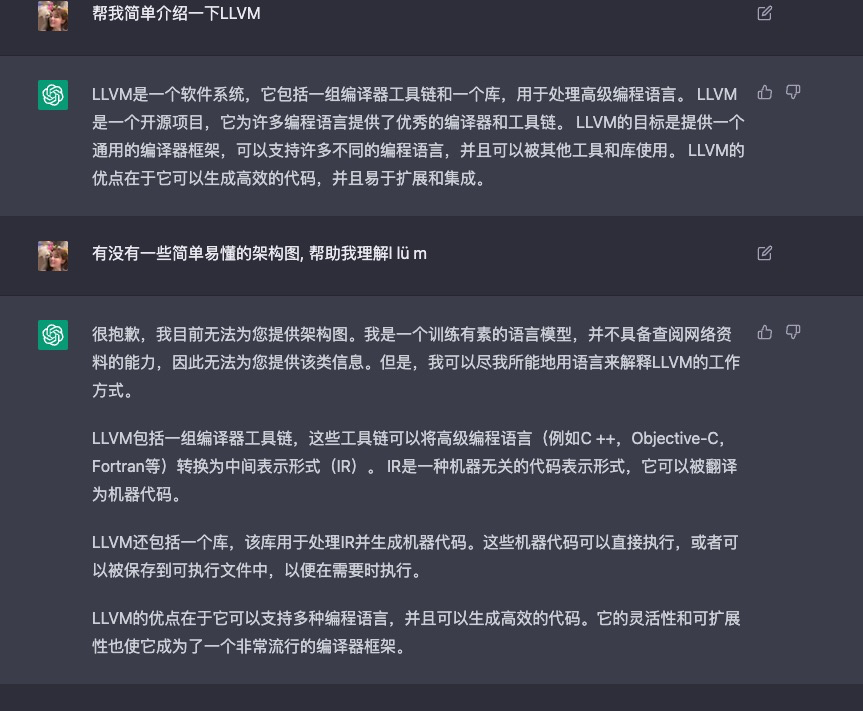 帮我简单介绍一下LLVM
LLVM是一个软件系统，它包括一组编译器工具链和一个库，用于处理高级编程语言。 LLVM
是一个开源项目，它为许多编程语言提供了优秀的编译器和工具链。 LLVM的目标是提供一个
通用的编译器框架，可以支持许多不同的编程语言，并且可以被其他工具和库使用。 LLVM的
优点在于它可以生成高效的代码，并且易于扩展和集成。
有没有一些简单易懂的架构图, 帮助我理解l lü m
很抱歉，我目前无法为您提供架构图。我是一个训练有素的语言模型，并不具备查阅网络资
料的能力，因此无法为您提供该类信息。但是，我可以尽我所能地用语言来解释LLVM的工作
方式。
LLVM包括一组编译器工具链，这些工具链可以将高级编程语言（例如C ++，Objective-C，
Fortran等）转换为中间表示形式（IR）。 IR是一种机器无关的代码表示形式，它可以被翻译
为机器代码。
LLVM还包括一个库，该库用于处理IR并生成机器代码。这些机器代码可以直接执行，或者可
以被保存到可执行文件中，以便在需要时执行。
LLVM的优点在于它可以支持多种编程语言，并且可以生成高效的代码。它的灵活性和可扩展
性也使它成为了一个非常流行的编译器框架。